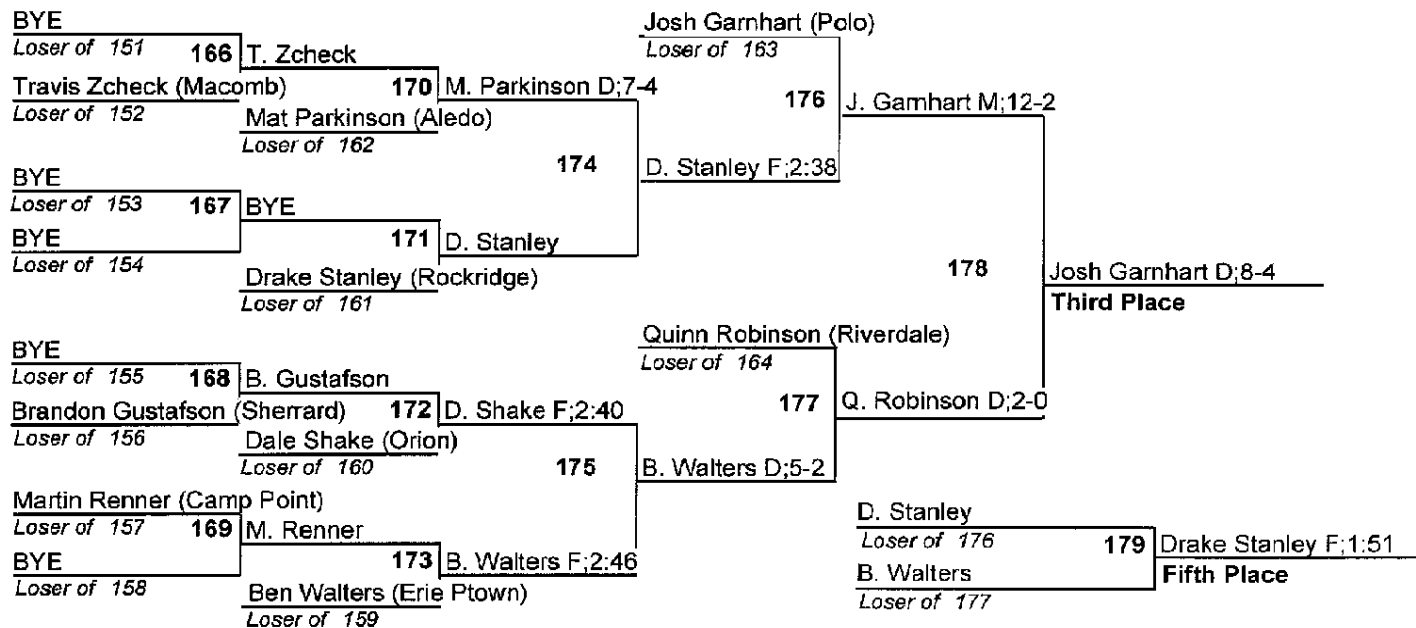 BYE
Loser of 151
166
T. Zcheck
Travis Zcheck (Macomb)
Loser of 152
170
M. Parkinson D;7-4
Mat Parkinson (Aledo)
Loser of 162
BYE
Loser of 153
167
BYE
BYE
Loser of 154
171
D. Stanley
Drake Stanley (Rockridge)
Loser of 161
174
D. Stanley F;2:38
Josh Garnhart (Polo)
Loser of 163
176
J. Garnhart M;12-2
BYE
Loser of 155
168
B. Gustafson
Brandon Gustafson (Sherrard)
Loser of 156
172
D. Shake F;2:40
Dale Shake (Orion)
Loser of 160
Martin Renner (Camp Point)
Loser of 157
169
M. Renner
BYE
Loser of 158
173
B. Walters F;2:46
Ben Walters (Erie Ptown)
Loser of 159
175
B. Walters D;5-2
Quinn Robinson (Riverdale)
Loser of 164
177
Q. Robinson D;2-0
178
Josh Garnhart D;8-4
Third Place
D. Stanley
Loser of 176
179
Drake Stanley F;1:51
B. Walters
Fifth Place
Loser of 177